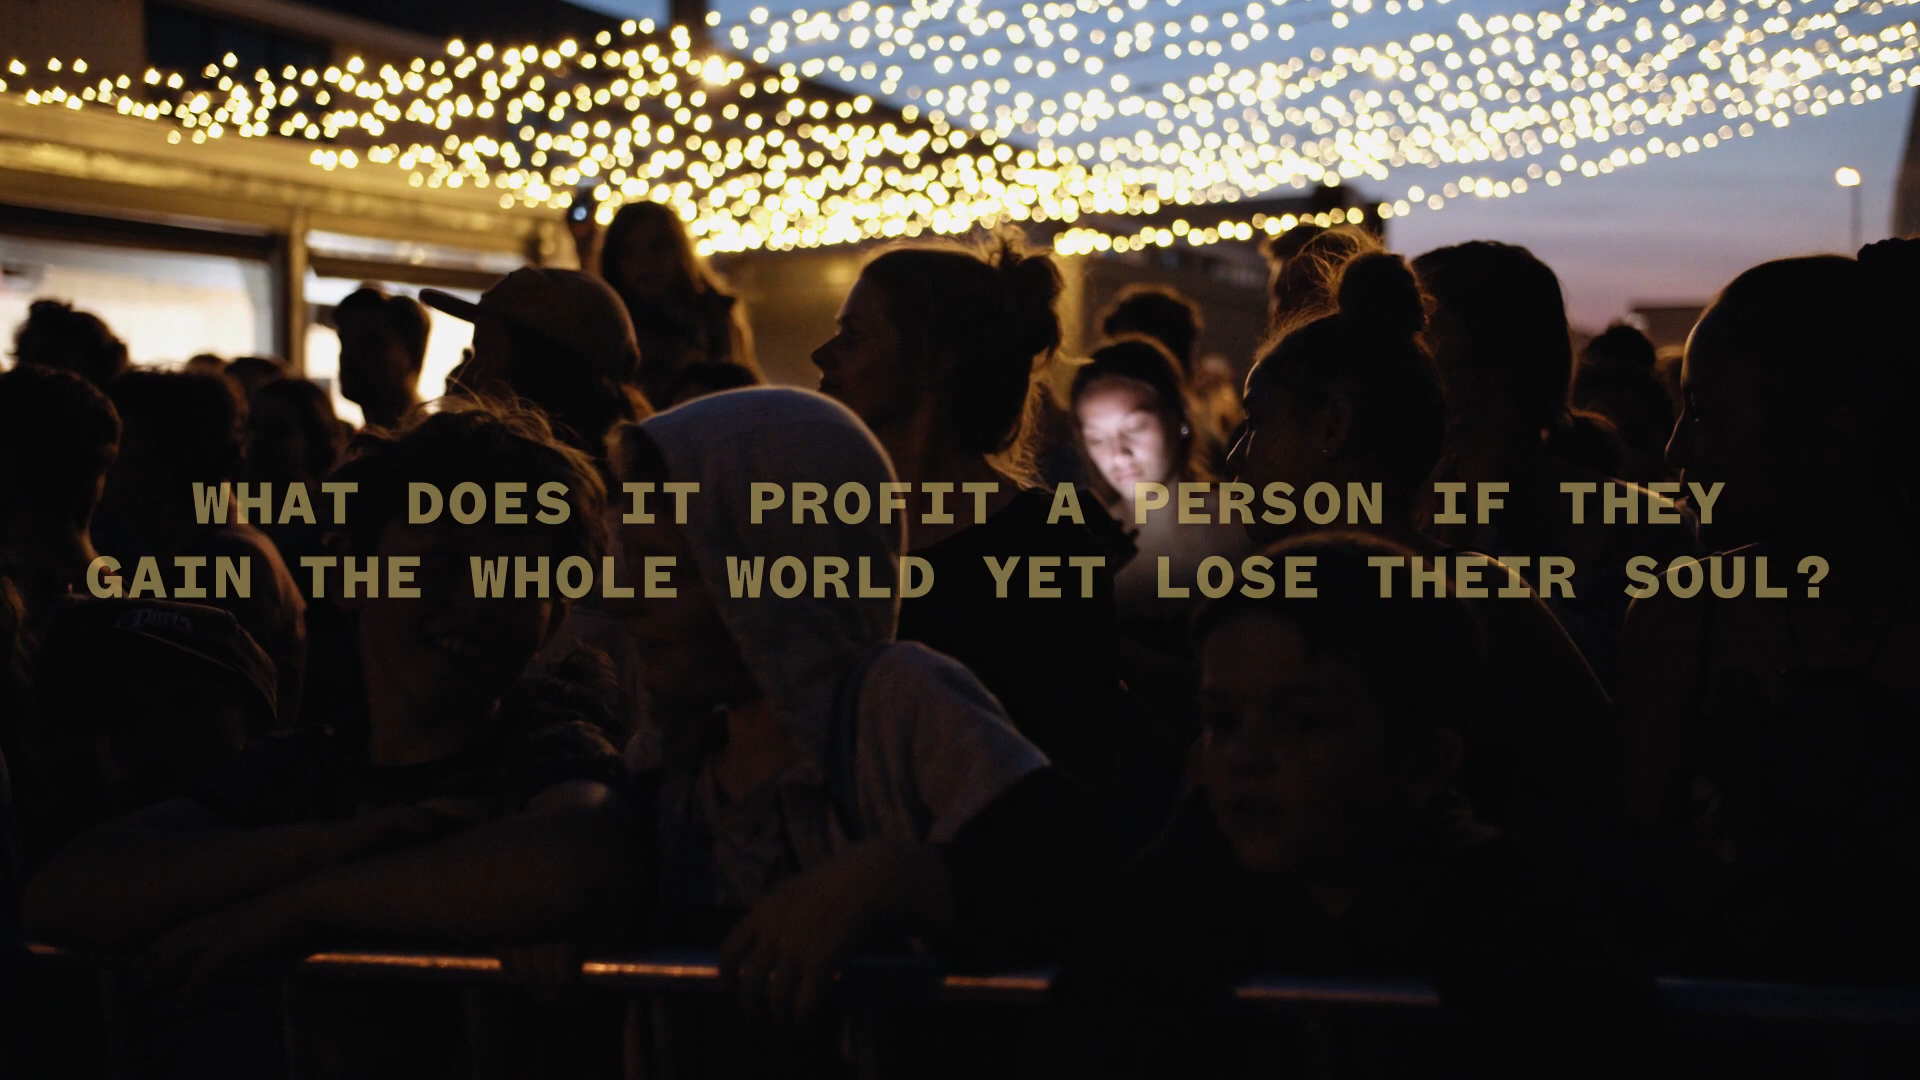 WHAT DOES IT PROFIT A PERSON IF THEY
GAIN THE WHOLE WORLD YET LOSE THEIR SOUL?